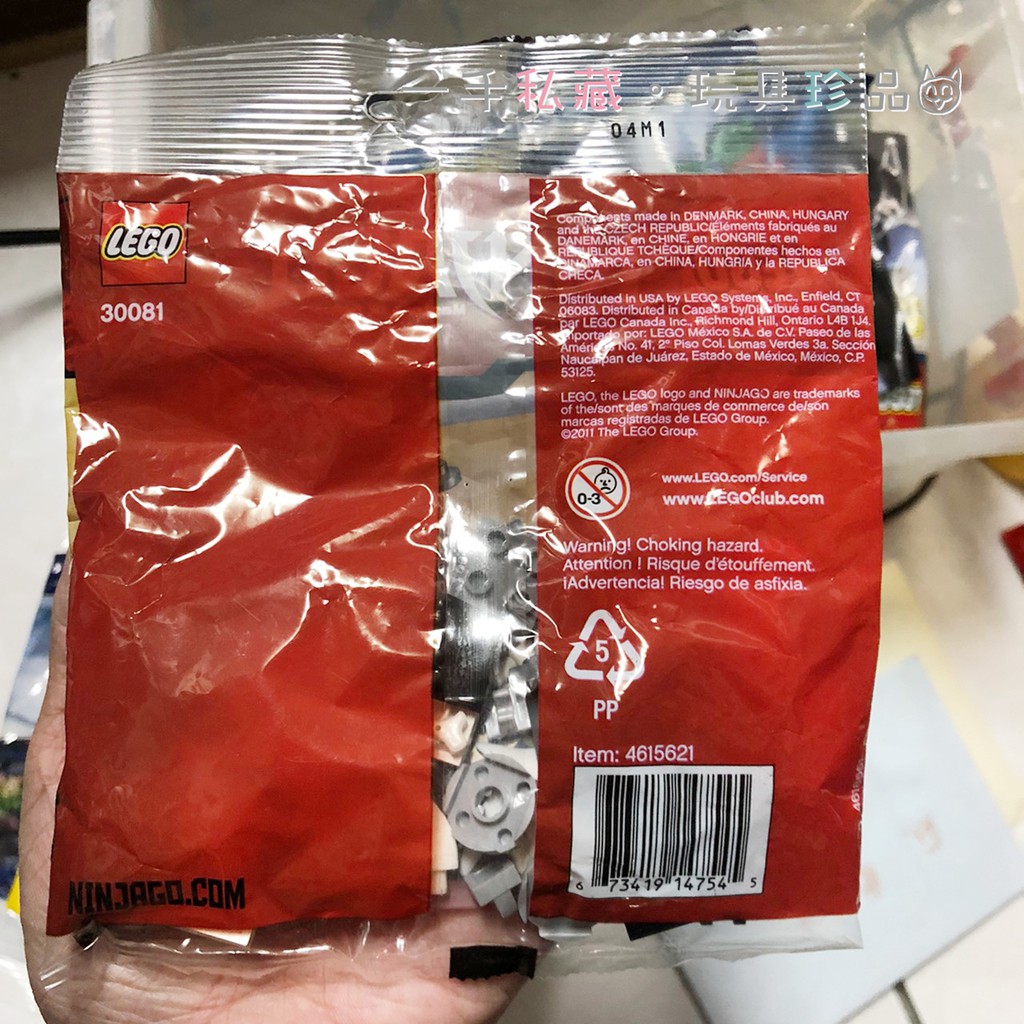 一手私藏。玩具珍品
04M1
LEGO
30081
Components made in DENMARK, CHINA, HUNGARY
and the CZECH REPUBLIC/Éléments fabriqués au
DANEMARK, en CHINE, en HONGRIE et en
RÉPUBLIQUE TCHÈQUE/Componentes hechos en
DINAMARCA, en CHINA, HUNGRIA y la REPUBLICA
CHECA.
Distributed in USA by LEGO Systems, Inc., Enfield, CT
06083. Distributed in Canada by/Distribué au Canada
par LEGO Canada Inc., Richmond Hill, Ontario L4B 1J4.
Importado por: LEGO México S.A. de C.V. Paseo de las
Américas No. 41, 2º Piso Col. Lomas Verdes 3a. Sección
Naucalpan de Juárez, Estado de México, México, C.P.
53125.
LEGO, the LEGO logo and NINJAGO are trademarks
of the/sont des marques de commerce de/son
marcas registradas de LEGO Group.
©2011 The LEGO Group.
0-3
www.LEGO.com/Service
www.LEGOclub.com
Warning! Choking hazard.
Attention ! Risque d'étouffement.
¡Advertencia! Riesgo de asfixia.
5
PP
Item: 4615621
6 73419 14754 5
NINJAGO.COM